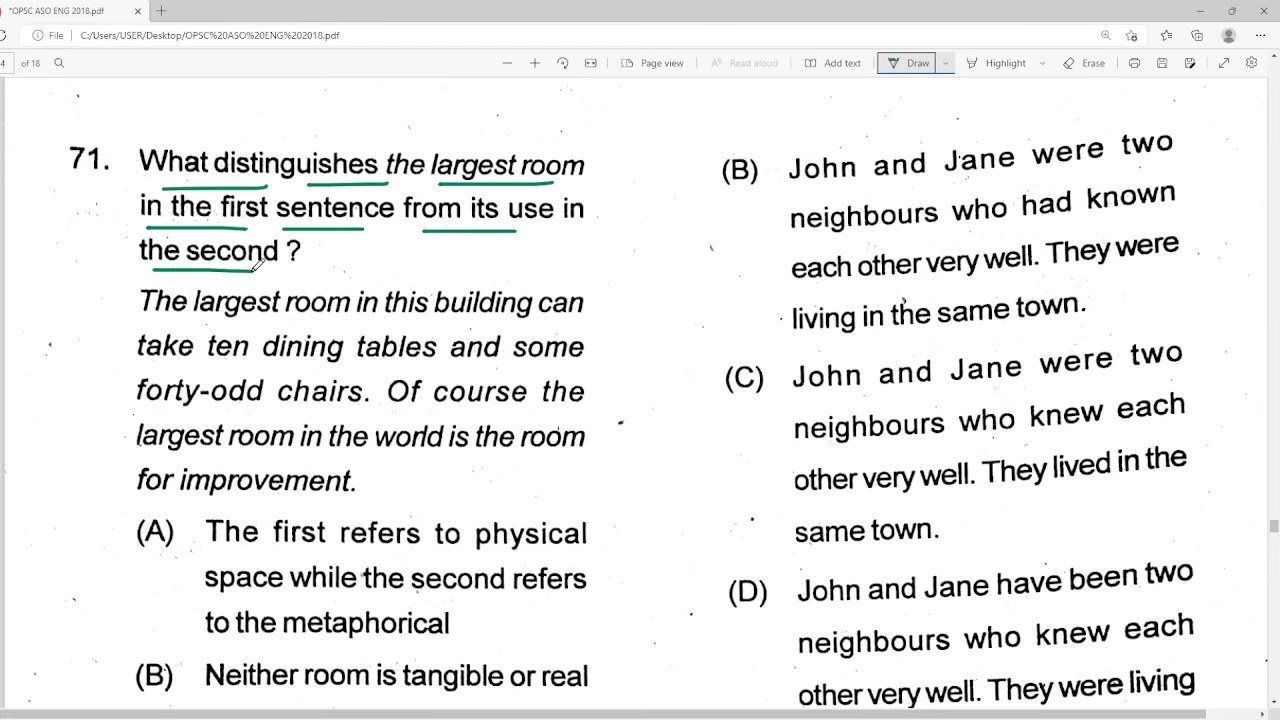 *OPSC ASO ENG 2018.pdf
File C:/Users/USER/Desktop/OPSC%20ASO%20ENG%202018.pdf
4 of 18 Page view Read aloud Add text Draw Highlight Erase
71. What distinguishes the largest room
in the first sentence from its use in
the second ?
The largest room in this building can
take ten dining tables and some
forty-odd chairs. Of course the
largest room in the world is the room
for improvement.
(A) The first refers to physical
space while the second refers
to the metaphorical
(B) Neither room is tangible or real
(B) John and Jane were two
neighbours who had known
each other very well. They were
living in the same town.
(C) John and Jane were two
neighbours who knew each
other very well. They lived in the
same town.
(D) John and Jane have been two
neighbours who knew each
other very well. They were living